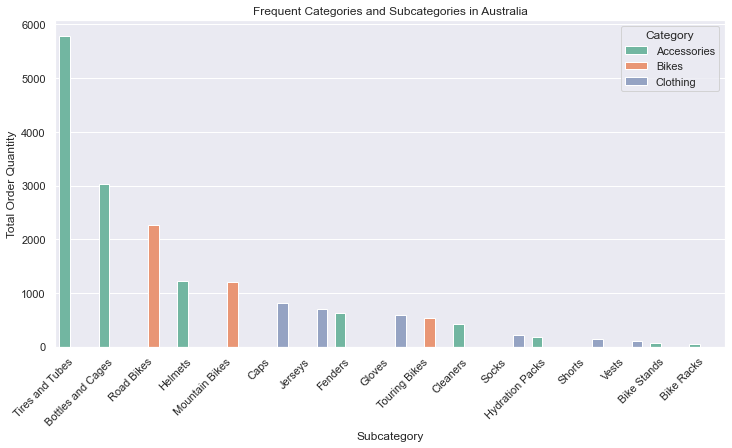 Frequent Categories and Subcategories in Australia
Category
Accessories
Bikes
Clothing
Total Order Quantity
6000
5000
4000
3000
2000
1000
0
Tires and Tubes
Bottles and Cages
Road Bikes
Helmets
Mountain Bikes
Caps
Jerseys
Fenders
Gloves
Touring Bikes
Cleaners
Socks
Hydration Packs
Shorts
Vests
Bike Stands
Bike Racks
Subcategory